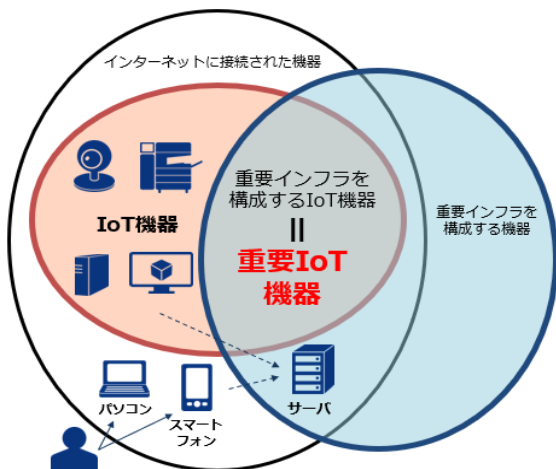 インターネットに接続された機器
重要インフラを
構成するIoT機器
||
重要IoT
機器
IoT機器
重要インフラを
構成する機器
パソコン
スマート
フォン
サーバ